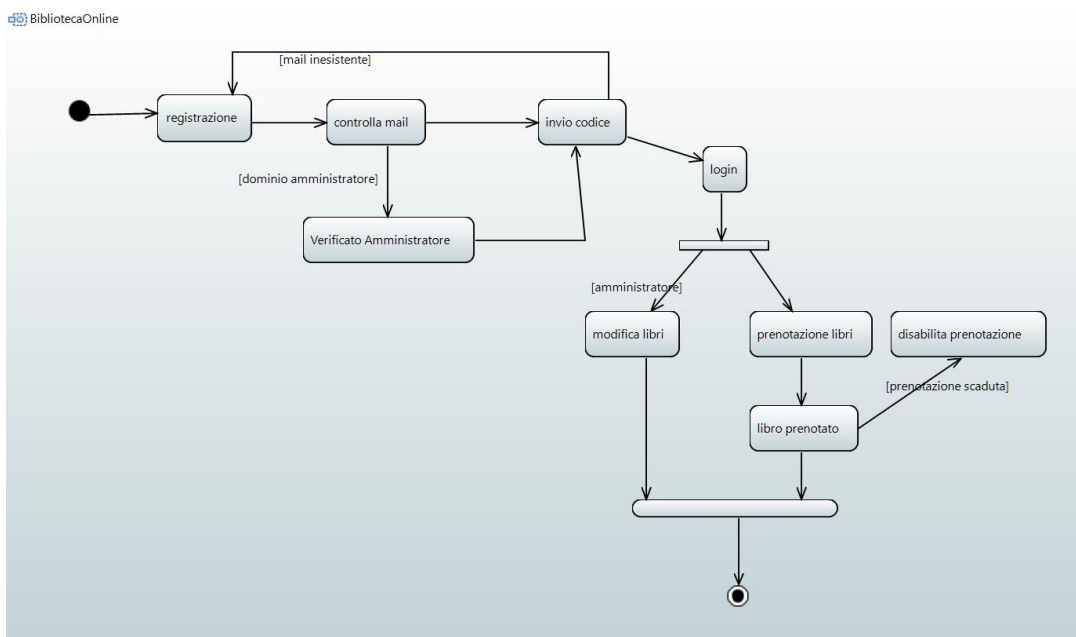 BibliotecaOnline
[mail inesistente]
registrazione
controlla mail
invio codice
login
[dominio amministratore]
Verificato Amministratore
[amministratore]
modifica libri
prenotazione libri
disabilita prenotazione
[prenotazione scaduta]
libro prenotato